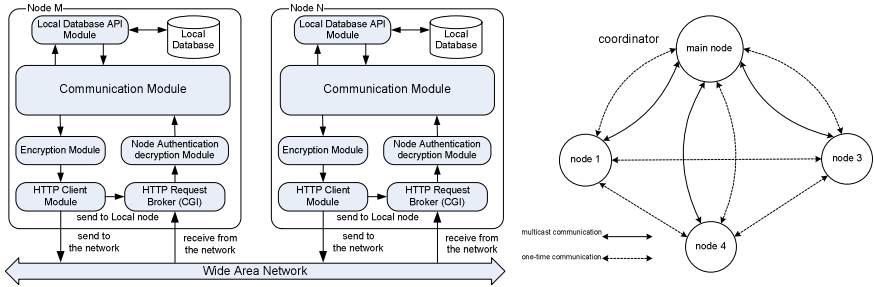 Node M
Local Database API
Module
Local
Database
Communication Module
Encryption Module
Node Authentication
decryption Module
HTTP Client
Module
HTTP Request
Broker (CGI)
send to Local node
send to
the network
receive from
the network
Node N
Local Database API
Module
Local
Database
Communication Module
Encryption Module
Node Authentication
decryption Module
HTTP Client
Module
HTTP Request
Broker (CGI)
send to Local node
send to
the network
receive from
the network
Wide Area Network
coordinator
main node
node 1
node 3
node 4
multicast communication
one-time communication